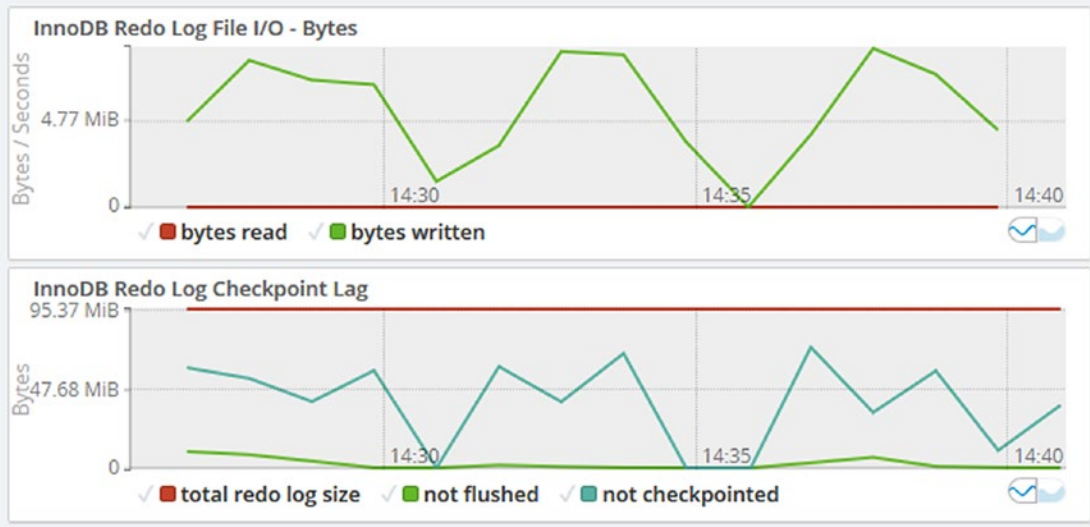 InnoDB Redo Log File I/O - Bytes
Bytes / Seconds
4.77 MiB
0
14:30
14:35
14:40
bytes read
bytes written
InnoDB Redo Log Checkpoint Lag
95.37 MiB
Bytes
47.68 MiB
0
14:30
14:35
14:40
total redo log size
not flushed
not checkpointed